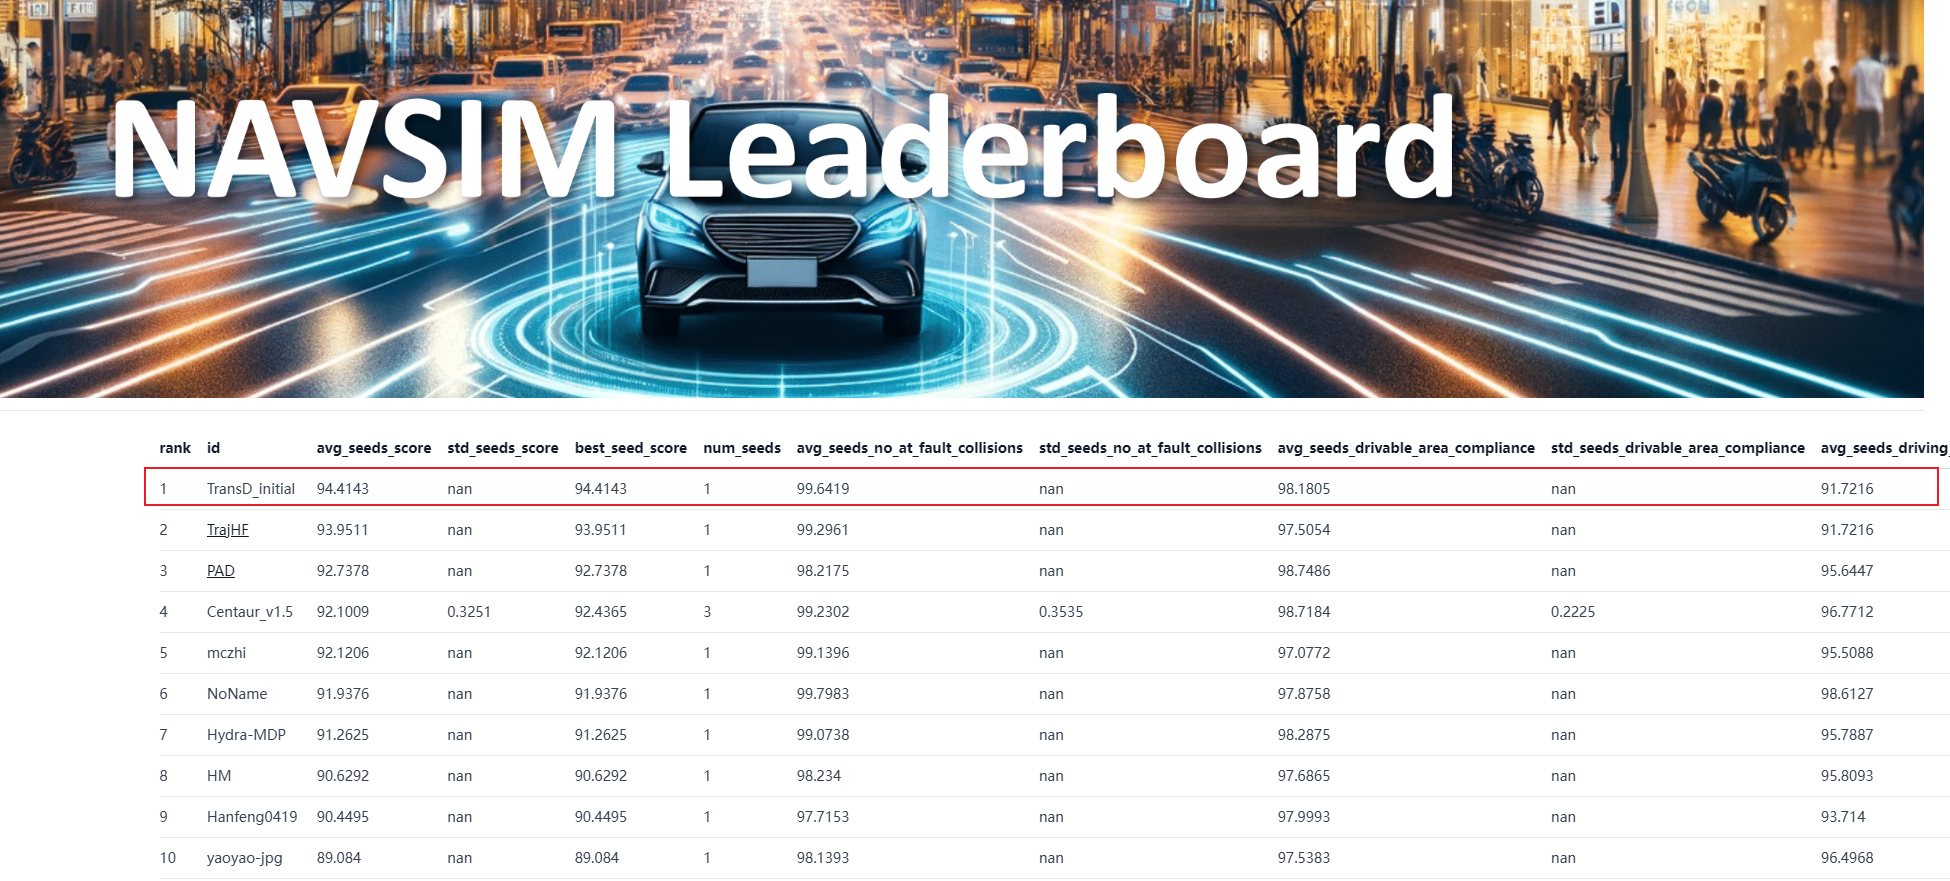 NAVSIM Leaderboard
rank id avg_seeds_score std_seeds_score best_seed_score num_seeds avg_seeds_no_at_fault_collisions std_seeds_no_at_fault_collisions avg_seeds_drivable_area_compliance std_seeds_drivable_area_compliance avg_seeds_driving_
1 TransD_initial 94.4143 nan 94.4143 1 99.6419 nan 98.1805 nan 91.7216
2 TrajHF 93.9511 nan 93.9511 1 99.2961 nan 97.5054 nan 91.7216
3 PAD 92.7378 nan 92.7378 1 98.2175 nan 98.7486 nan 95.6447
4 Centaur_v1.5 92.1009 0.3251 92.4365 3 99.2302 0.3535 98.7184 0.2225 96.7712
5 mczhi 92.1206 nan 92.1206 1 99.1396 nan 97.0772 nan 95.5088
6 NoName 91.9376 nan 91.9376 1 99.7983 nan 97.8758 nan 98.6127
7 Hydra-MDP 91.2625 nan 91.2625 1 99.0738 nan 98.2875 nan 95.7887
8 HM 90.6292 nan 90.6292 1 98.234 nan 97.6865 nan 95.8093
9 Hanfeng0419 90.4495 nan 90.4495 1 97.7153 nan 97.9993 nan 93.714
10 yaoyao-jpg 89.084 nan 89.084 1 98.1393 nan 97.5383 nan 96.4968